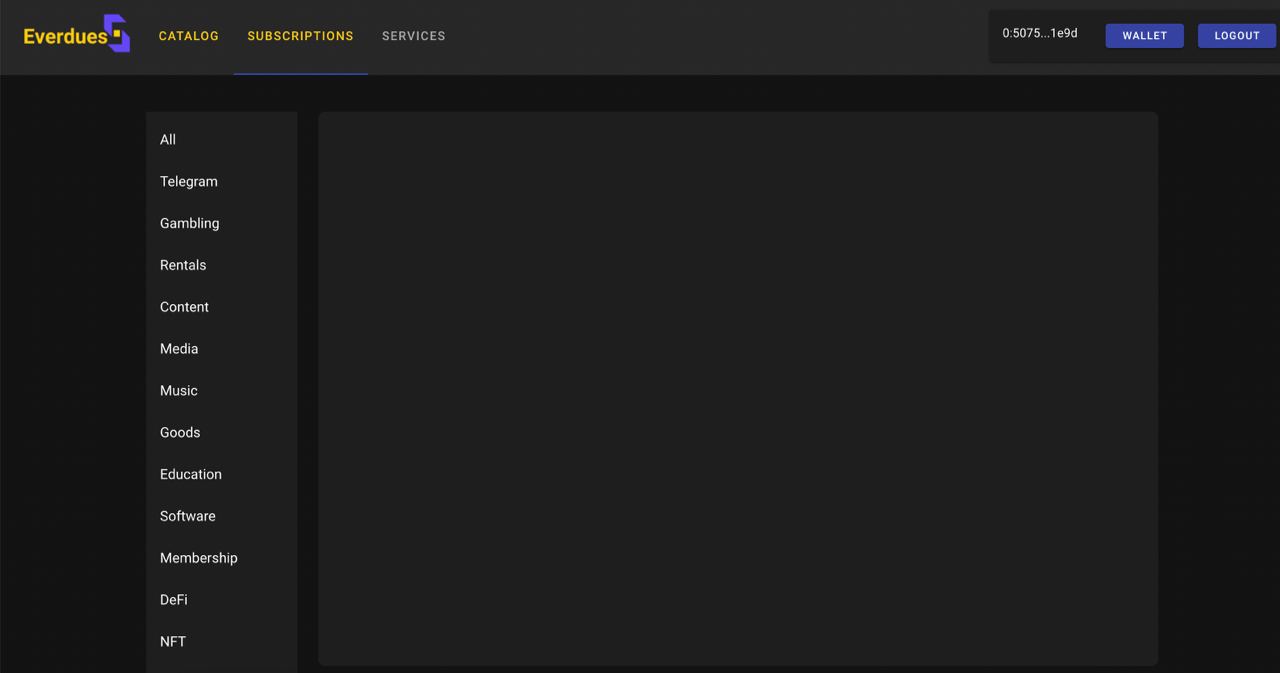 Everdues
CATALOG
SUBSCRIPTIONS
SERVICES
0:5075...1e9d
WALLET
LOGOUT
All
Telegram
Gambling
Rentals
Content
Media
Music
Goods
Education
Software
Membership
DeFi
NFT